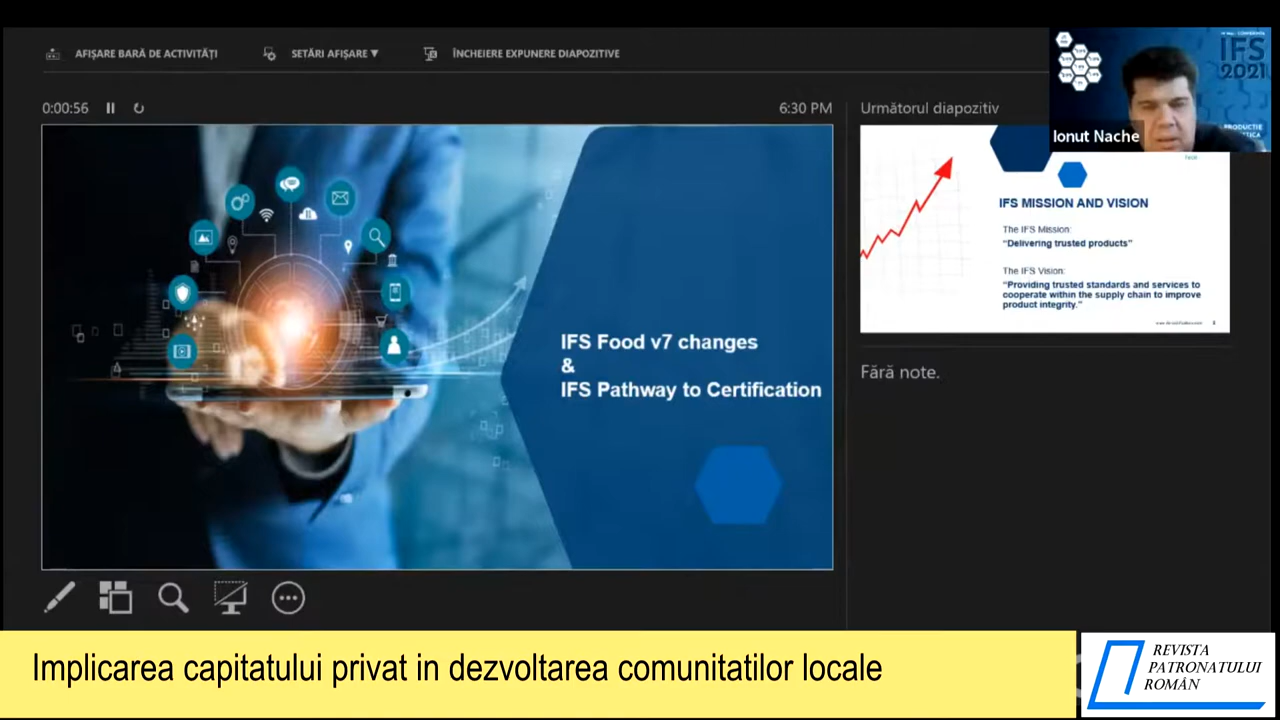 AFIȘARE BARĂ DE ACTIVITĂȚI
SETĂRI AFIȘARE ▼
ÎNCHEIERE EXPUNERE DIAPOZITIVE
0:00:56
6:30 PM
Următorul diapozitiv
IFS
2021
Ionut Nache
IFS Food v7 changes
&
IFS Pathway to Certification
IFS MISSION AND VISION
The IFS Mission:
"Delivering trusted products"
The IFS Vision:
"Providing trusted standards and services to
cooperate within the supply chain to improve
product integrity."
Fără note.
Implicarea capitatului privat in dezvoltarea comunitatilor locale
REVISTA
PATRONATULUI
ROMÂN